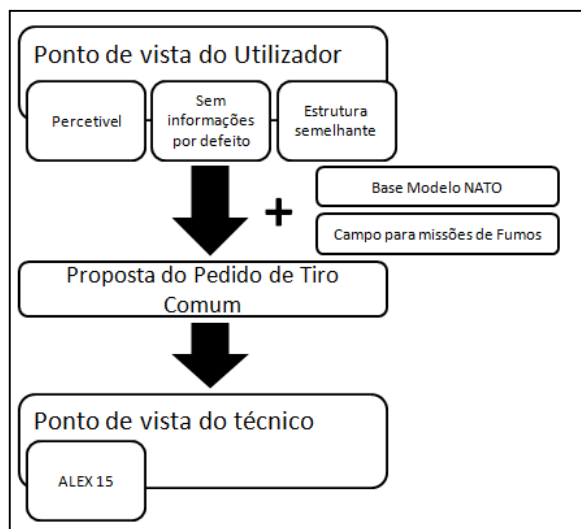 Ponto de vista do Utilizador
Percetivel
Sem
informações
por defeito
Estrutura
semelhante
+
Base Modelo NATO
Campo para missões de Fumos
Proposta do Pedido de Tiro
Comum
Ponto de vista do técnico
ALEX 15